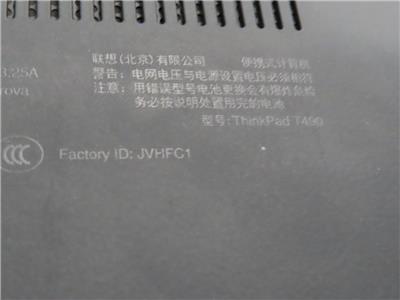 联想(北京)有限公司 便携式计算机
3.25A 警告: 电网电压与电源设置电压必须相符
rova 注意: 用错误型号电池更换会有爆炸危险
务必按说明处置用完的电池
型号: ThinkPad T490
CCC Factory ID: JVHFC1